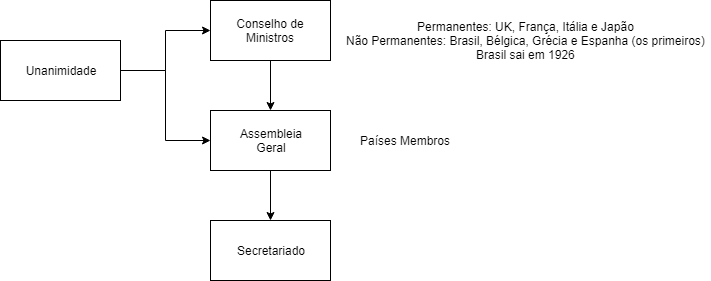 Conselho de
Ministros
Permanentes: UK, França, Itália e Japão
Não Permanentes: Brasil, Bélgica, Grécia e Espanha (os primeiros)
Brasil sai em 1926
Unanimidade
Assembleia
Geral
Países Membros
Secretariado